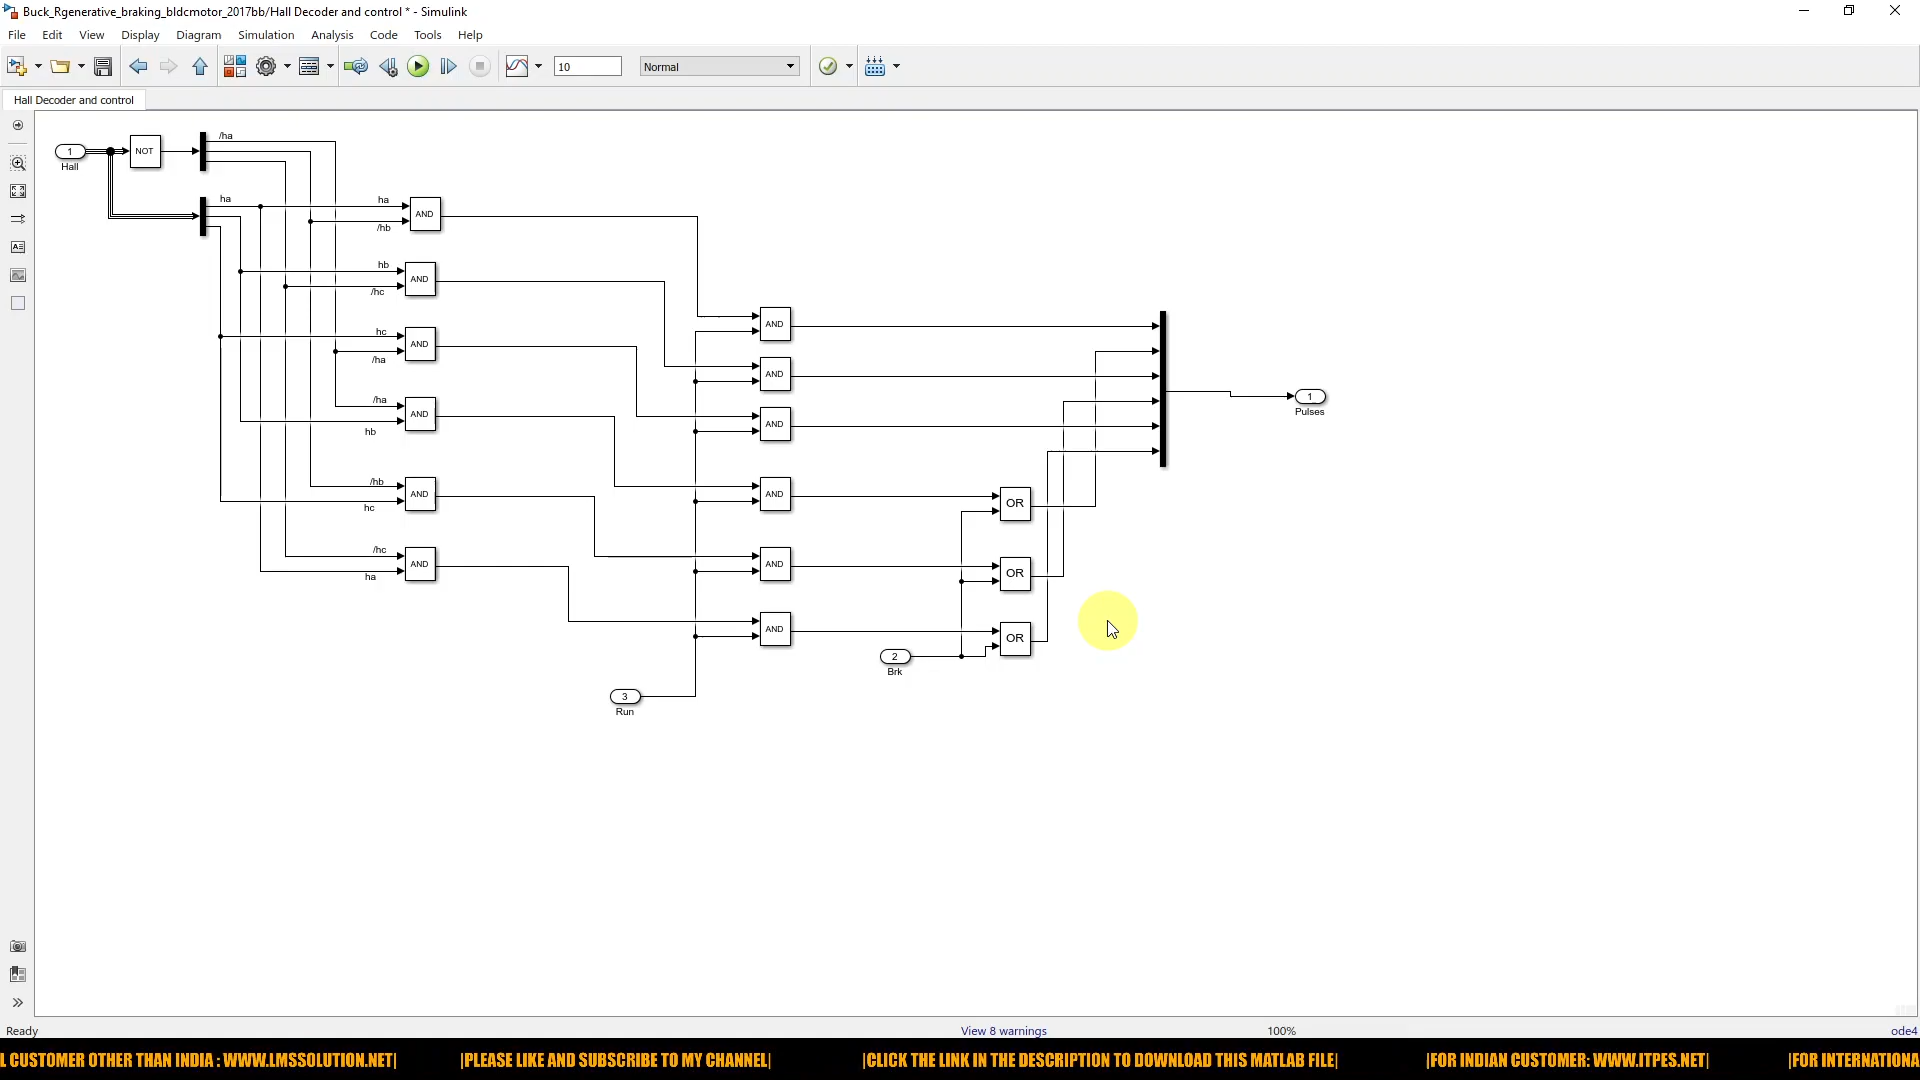 Buck_Rgenerative_braking_bldcmotor_2017bb/Hall Decoder and control * - Simulink
File Edit View Display Diagram Simulation Analysis Code Tools Help
10 Normal
Hall Decoder and control
1
Hall
NOT
/ha
ha
ha
/hb
AND
hb
/hc
AND
hc
/ha
AND
/ha
hb
AND
/hb
hc
AND
/hc
ha
AND
AND
AND
AND
AND
AND
AND
OR
OR
OR
2
Brk
3
Run
1
Pulses
Ready View 8 warnings 100% ode4
L CUSTOMER OTHER THAN INDIA : WWW.LMSSOLUTION.NET| |PLEASE LIKE AND SUBSCRIBE TO MY CHANNEL| |CLICK THE LINK IN THE DESCRIPTION TO DOWNLOAD THIS MATLAB FILE| |FOR INDIAN CUSTOMER: WWW.ITPES.NET| |FOR INTERNATIONA